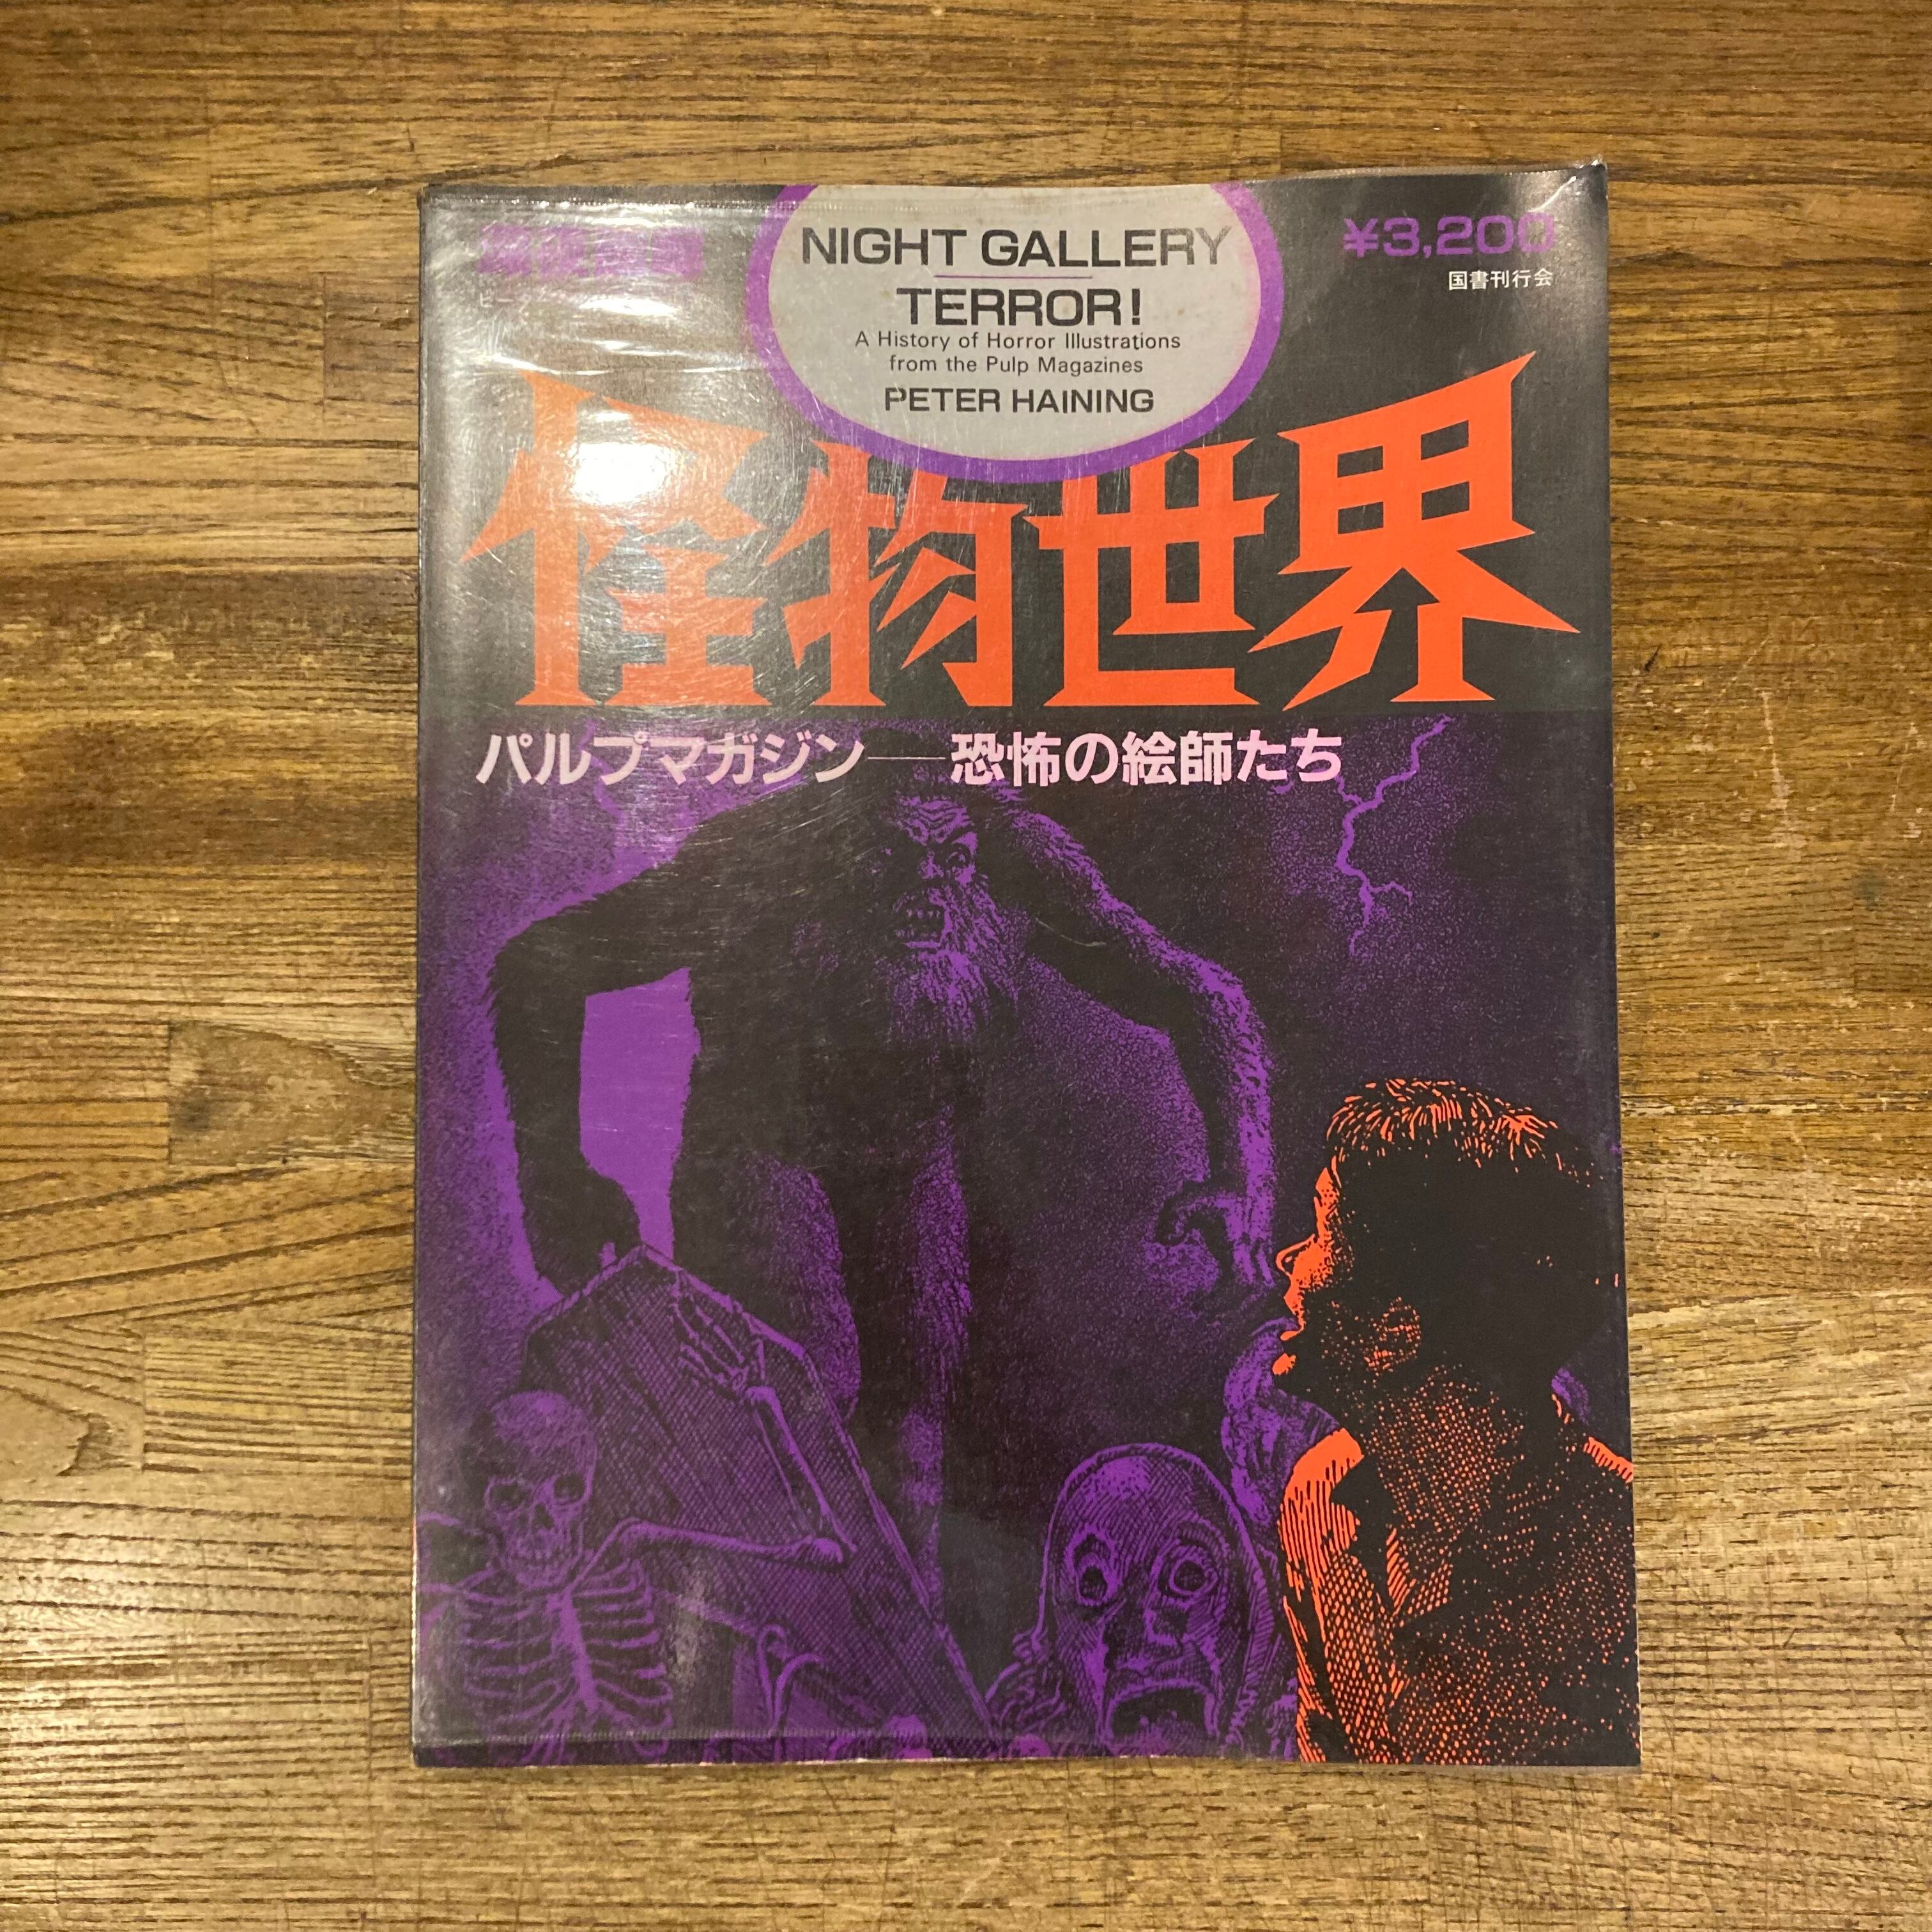 NIGHT GALLERY
TERROR!
A History of Horror Illustrations
from the Pulp Magazines
PETER HAINING
¥3,200
国書刊行会
怪物世界
パルプマガジン——恐怖の絵師たち